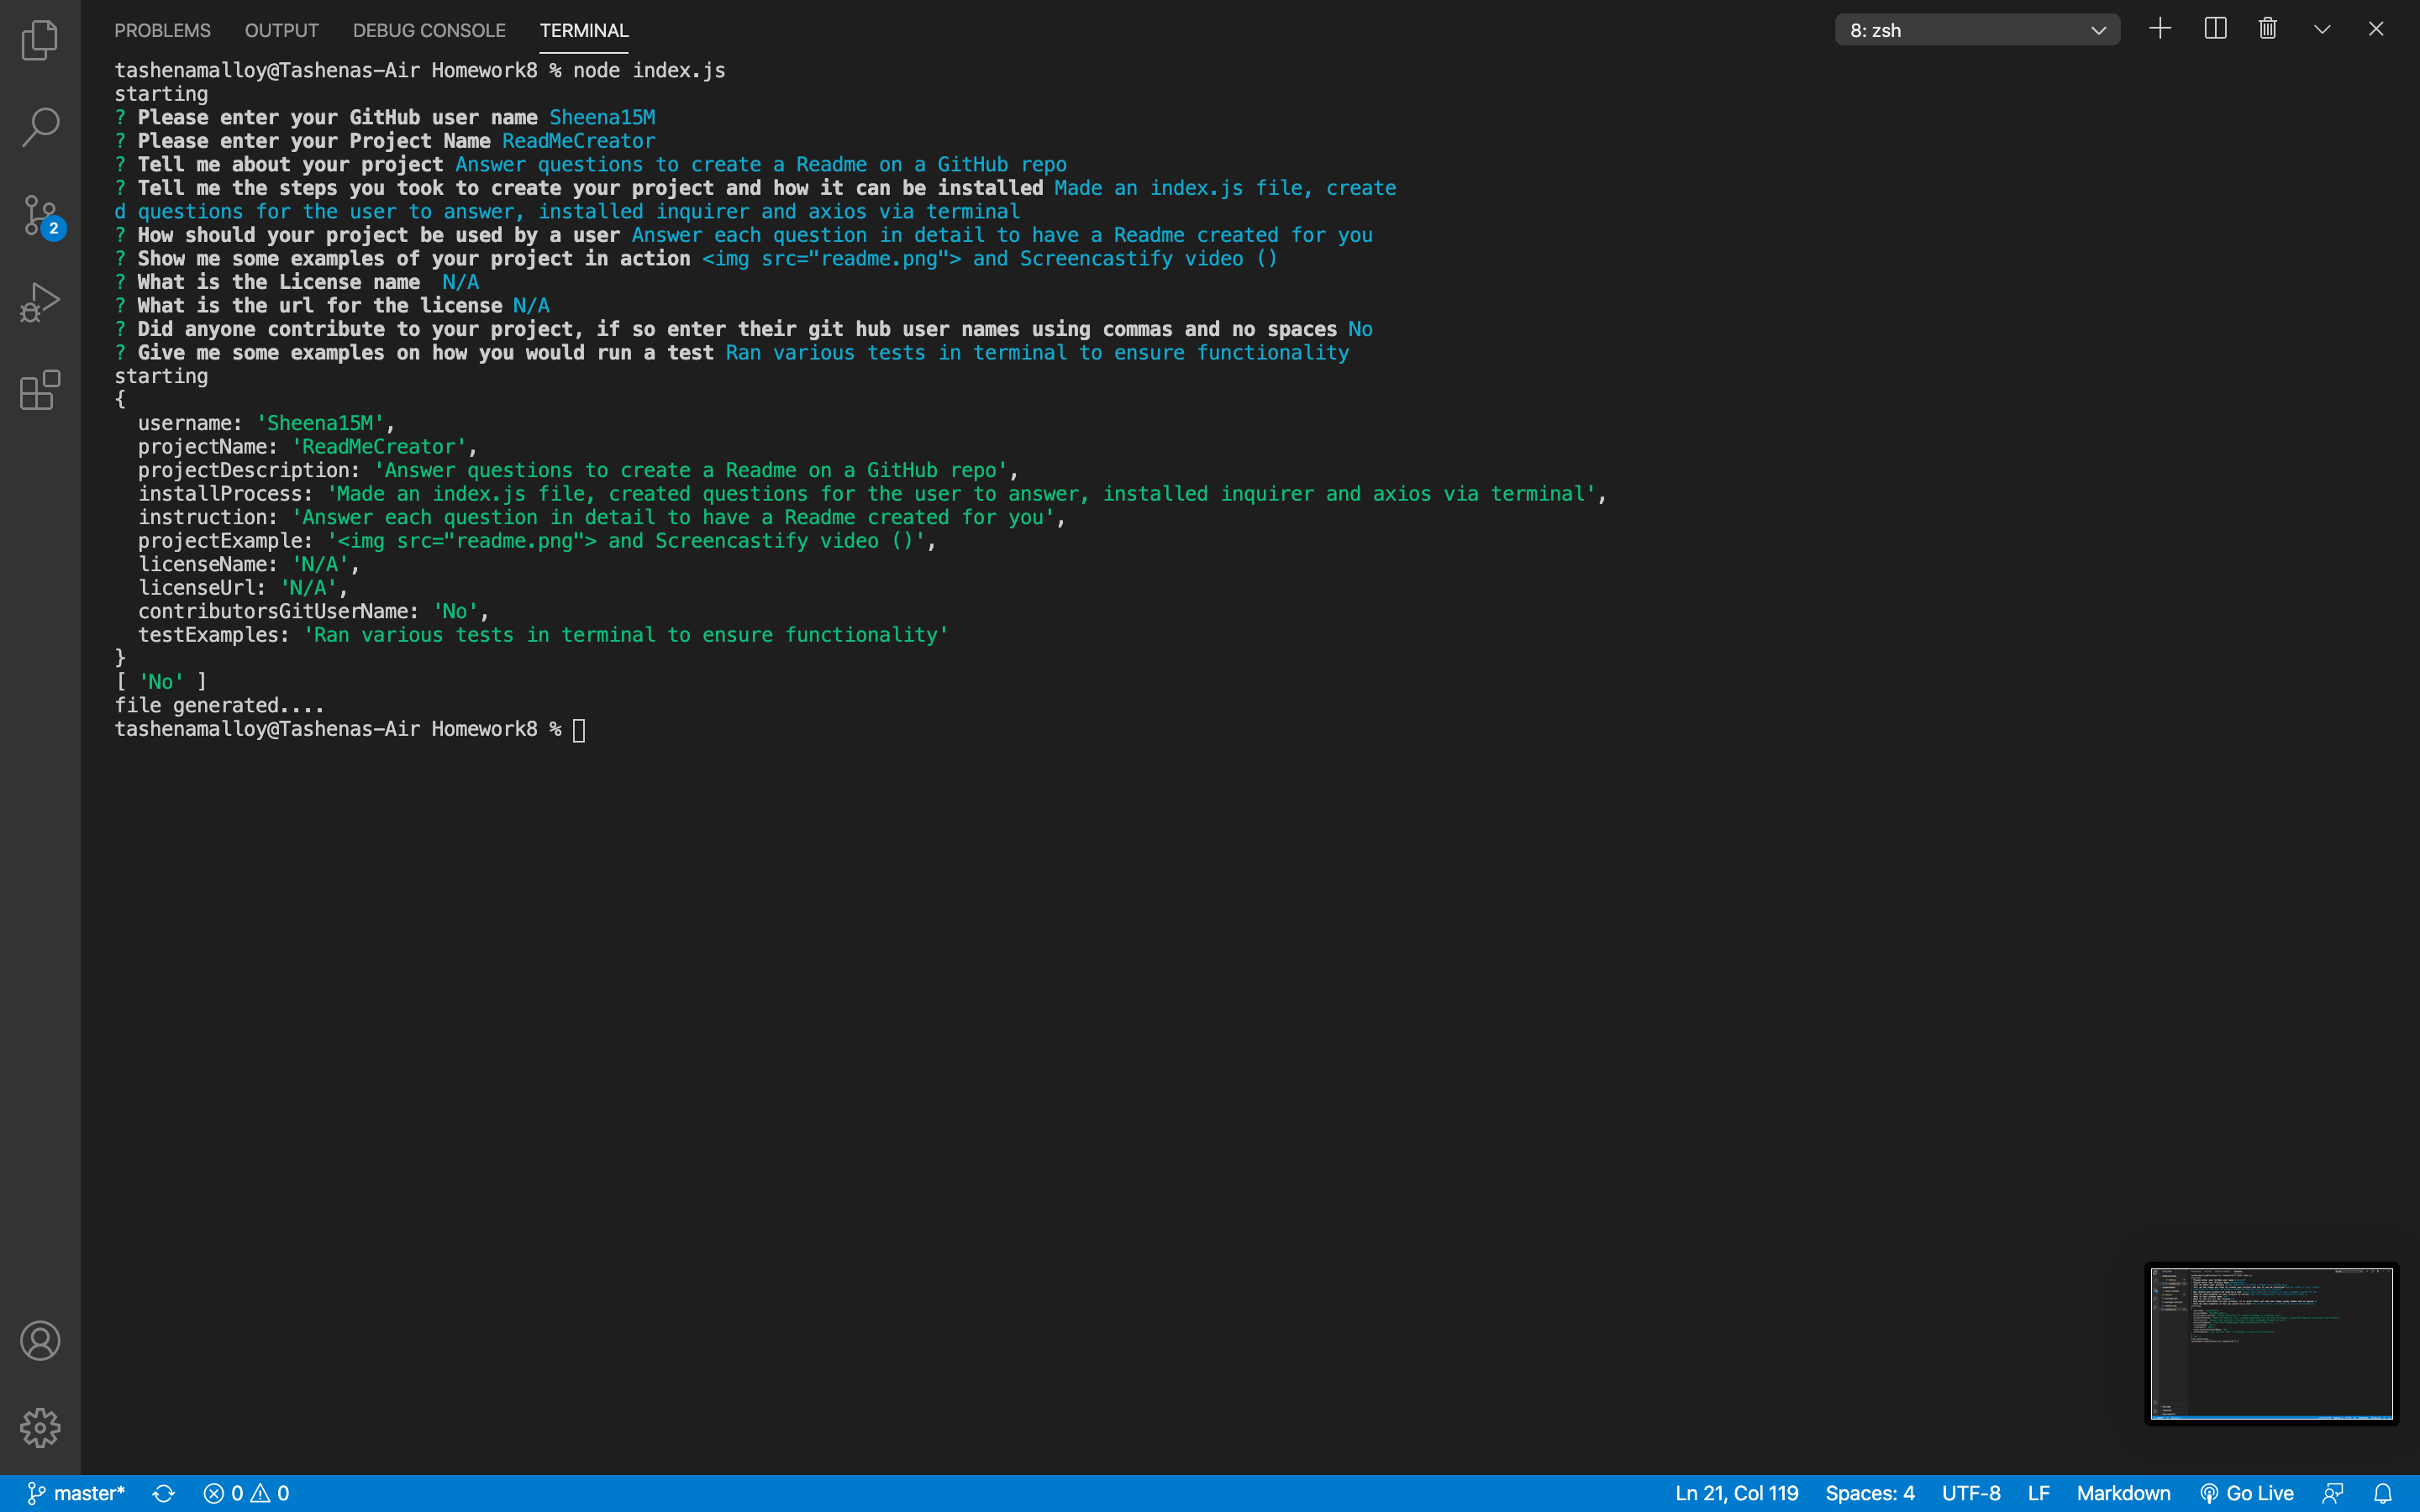 PROBLEMS OUTPUT DEBUG CONSOLE TERMINAL 8: zsh
tashenamalloy@Tashenas-Air Homework8 % node index.js
starting
? Please enter your GitHub user name Sheena15M
? Please enter your Project Name ReadMeCreator
? Tell me about your project Answer questions to create a Readme on a GitHub repo
? Tell me the steps you took to create your project and how it can be installed Made an index.js file, create
d questions for the user to answer, installed inquirer and axios via terminal
? How should your project be used by a user Answer each question in detail to have a Readme created for you
? Show me some examples of your project in action <img src="readme.png"> and Screencastify video ()
? What is the License name  N/A
? What is the url for the license N/A
? Did anyone contribute to your project, if so enter their git hub user names using commas and no spaces No
? Give me some examples on how you would run a test Ran various tests in terminal to ensure functionality
starting
{
  username: 'Sheena15M',
  projectName: 'ReadMeCreator',
  projectDescription: 'Answer questions to create a Readme on a GitHub repo',
  installProcess: 'Made an index.js file, created questions for the user to answer, installed inquirer and axios via terminal',
  instruction: 'Answer each question in detail to have a Readme created for you',
  projectExample: '<img src="readme.png"> and Screencastify video ()',
  licenseName: 'N/A',
  licenseUrl: 'N/A',
  contributorsGitUserName: 'No',
  testExamples: 'Ran various tests in terminal to ensure functionality'
}
[ 'No' ]
file generated....
tashenamalloy@Tashenas-Air Homework8 %
2
master* 0 0 Ln 21, Col 119 Spaces: 4 UTF-8 LF Markdown Go Live